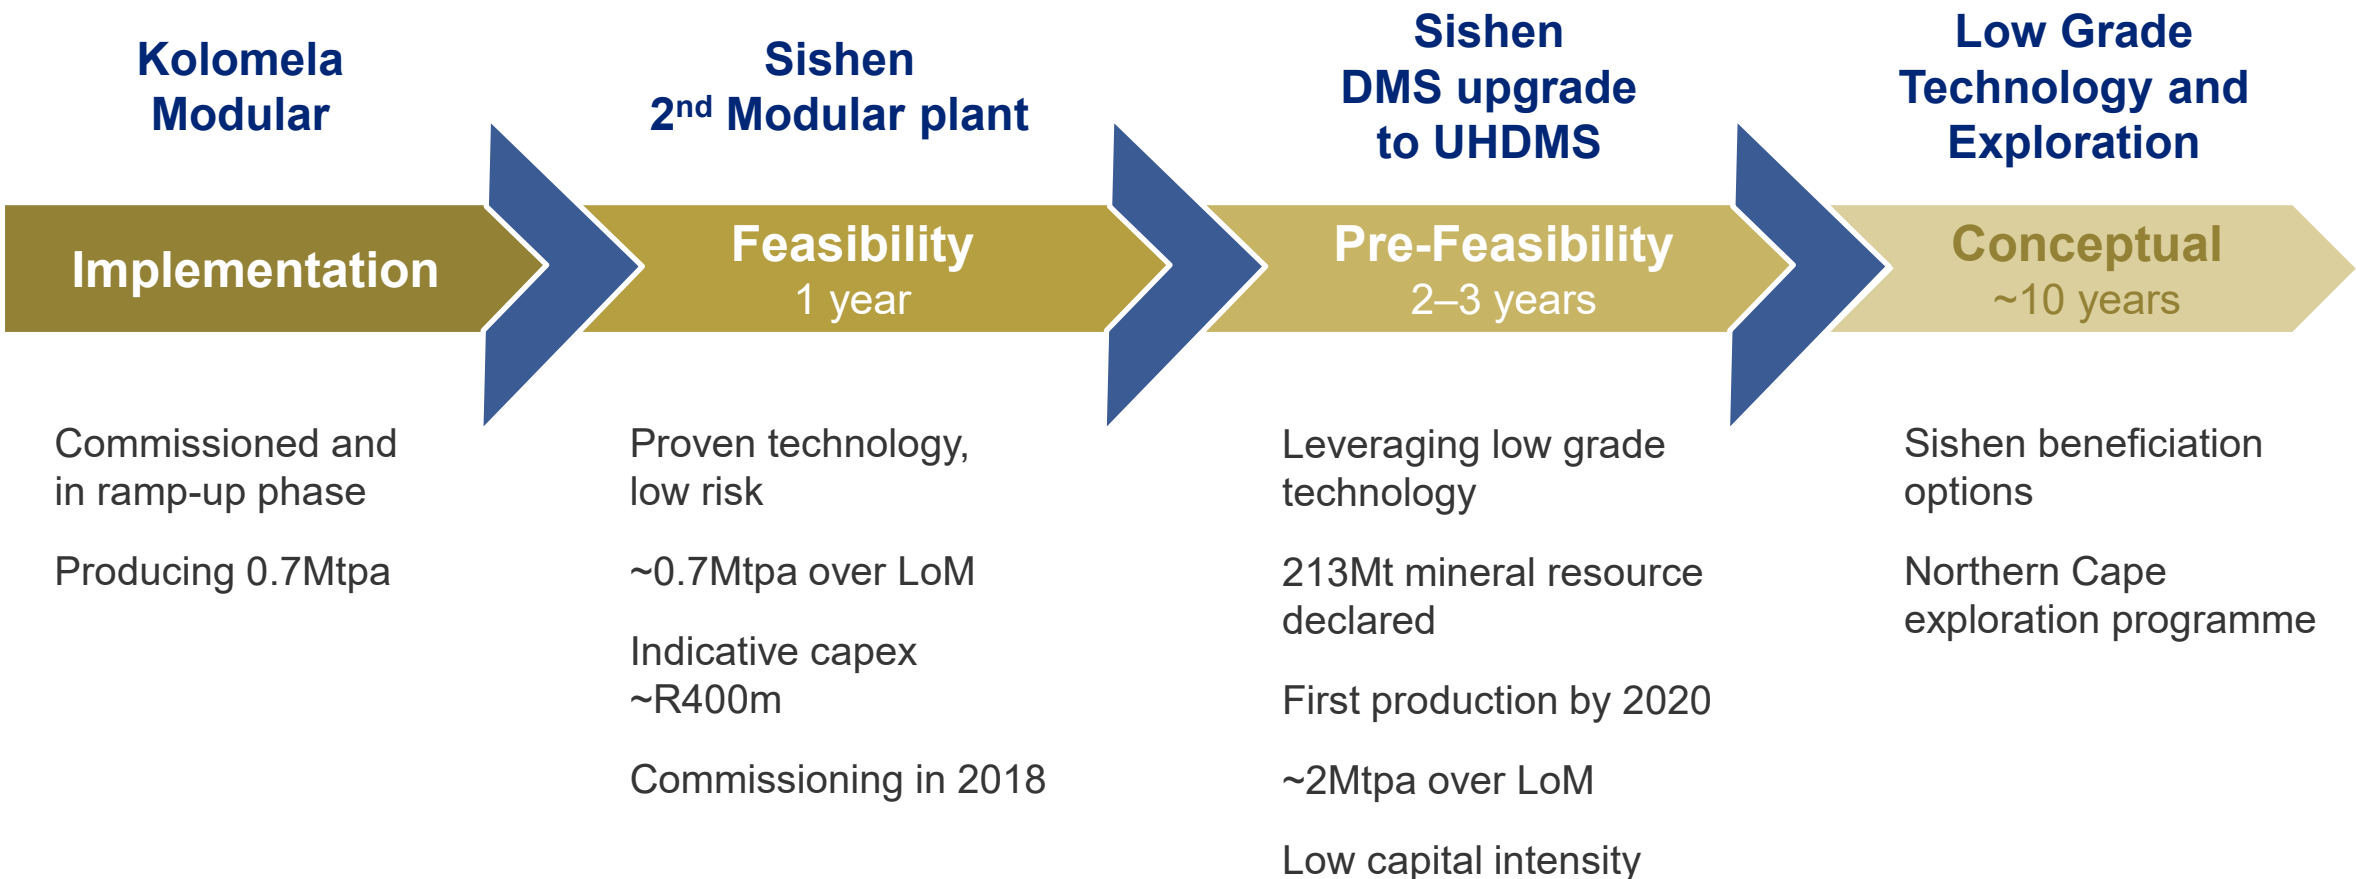 Kolomela
Modular
Implementation
Commissioned and
in ramp-up phase
Producing 0.7Mtpa
Sishen
2nd Modular plant
Feasibility
1 year
Proven technology,
low risk
~0.7Mtpa over LoM
Indicative capex
~R400m
Commissioning in 2018
Sishen
DMS upgrade
to UHDMS
Pre-Feasibility
2–3 years
Leveraging low grade
technology
213Mt mineral resource
declared
First production by 2020
~2Mtpa over LoM
Low capital intensity
Low Grade
Technology and
Exploration
Conceptual
~10 years
Sishen beneficiation
options
Northern Cape
exploration programme